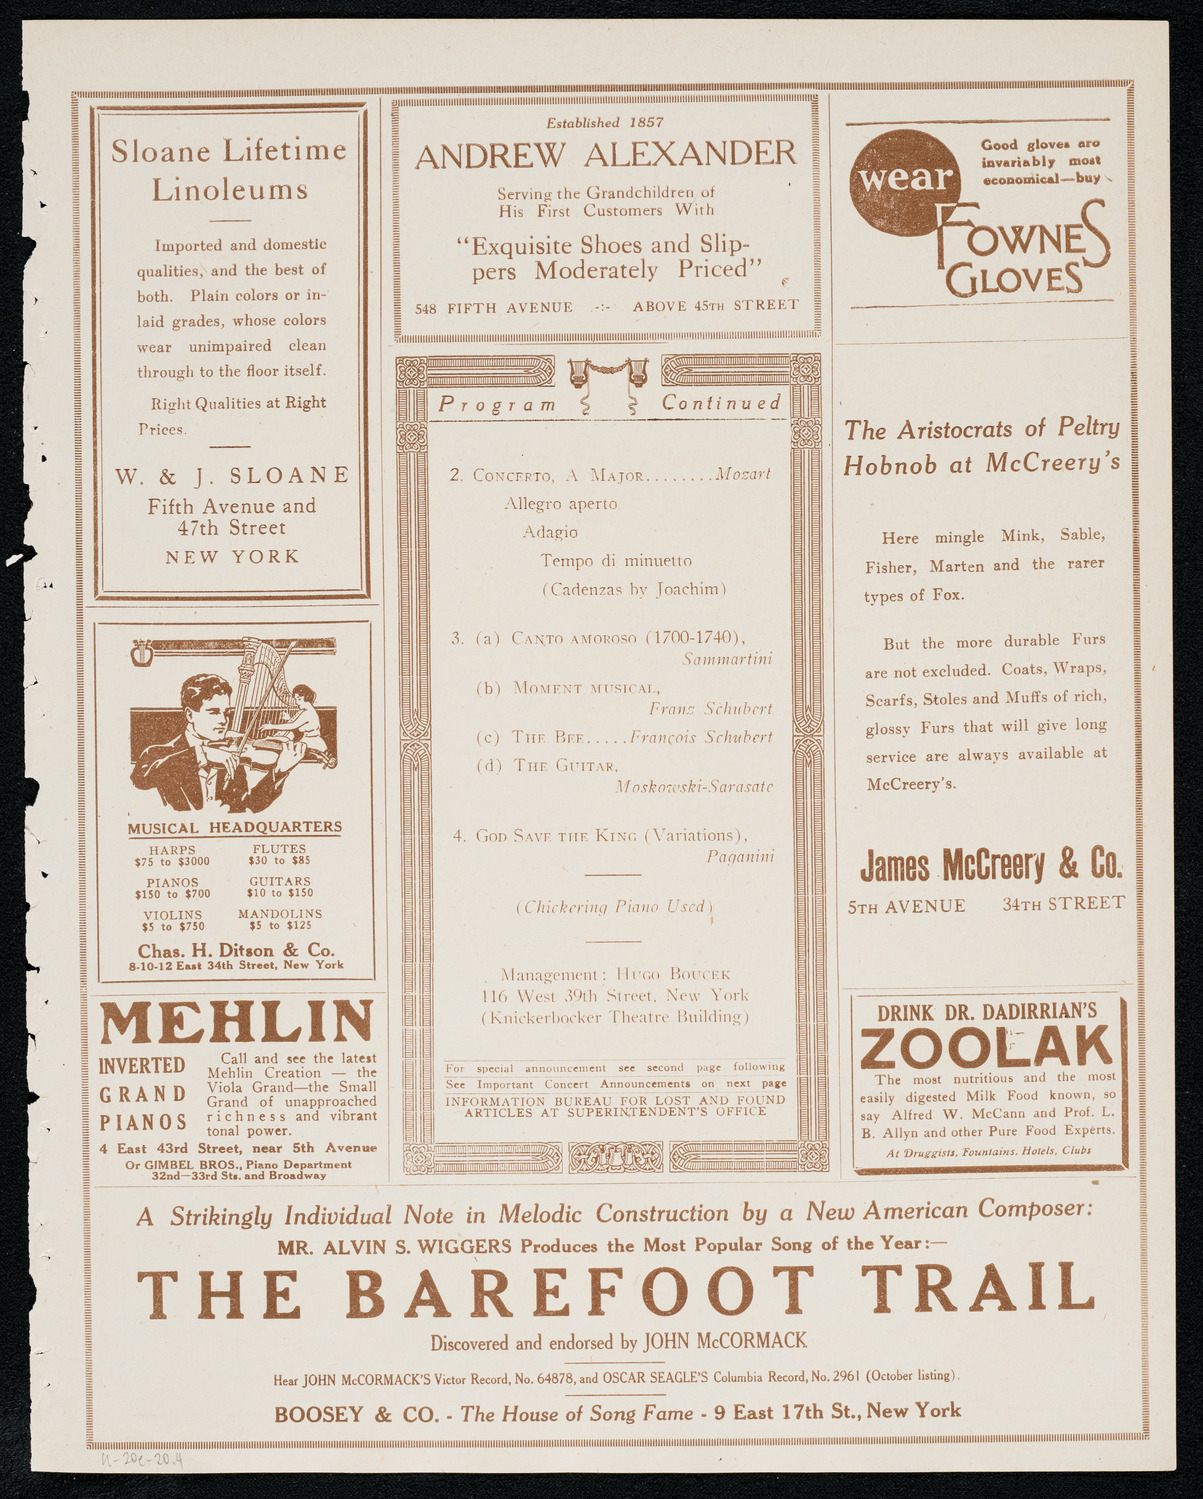 Sloane Lifetime
Linoleums
Imported and domestic
qualities, and the best of
both. Plain colors or in-
laid grades, whose colors
wear unimpaired clean
through to the floor itself.
Right Qualities at Right
Prices.
W. & J. SLOANE
Fifth Avenue and
47th Street
NEW YORK
MUSICAL HEADQUARTERS
HARPS FLUTES
$75 to $3000 $30 to $85
PIANOS GUITARS
$150 to $700 $10 to $150
VIOLINS MANDOLINS
$5 to $750 $5 to $125
Chas. H. Ditson & Co.
8-10-12 East 34th Street, New York
MEHLIN
INVERTED
GRAND
PIANOS
Call and see the latest
Mehlin Creation — the
Viola Grand—the Small
Grand of unapproached
richness and vibrant
tonal power.
4 East 43rd Street, near 5th Avenue
Or GIMBEL BROS., Piano Department
32nd—33rd Sts. and Broadway
Established 1857
ANDREW ALEXANDER
Serving the Grandchildren of
His First Customers With
"Exquisite Shoes and Slip-
pers Moderately Priced"
548 FIFTH AVENUE -:- ABOVE 45TH STREET
Program Continued
2. CONCERTO, A MAJOR........Mozart
Allegro aperto
Adagio
Tempo di minuetto
(Cadenzas by Joachim)
3. (a) CANTO AMOROSO (1700-1740),
Sammartini
(b) MOMENT MUSICAL,
Franz Schubert
(c) THE BEE.....François Schubert
(d) THE GUITAR,
Moskowski-Sarasate
4. GOD SAVE THE KING (Variations),
Paganini
(Chickering Piano Used)
Management: HUGO BOUCEK
116 West 39th Street, New York
(Knickerbocker Theatre Building)
For special announcement see second page following
See Important Concert Announcements on next page
INFORMATION BUREAU FOR LOST AND FOUND
ARTICLES AT SUPERINTENDENT'S OFFICE
wear
Good gloves are
invariably most
economical—buy
FOWNES
GLOVES
The Aristocrats of Peltry
Hobnob at McCreery's
Here mingle Mink, Sable,
Fisher, Marten and the rarer
types of Fox.
But the more durable Furs
are not excluded. Coats, Wraps,
Scarfs, Stoles and Muffs of rich,
glossy Furs that will give long
service are always available at
McCreery's.
James McCreery & Co.
5TH AVENUE 34TH STREET
DRINK DR. DADIRRIAN'S
ZOOLAK
The most nutritious and the most
easily digested Milk Food known, so
say Alfred W. McCann and Prof. L.
B. Allyn and other Pure Food Experts.
At Druggists, Fountains, Hotels, Clubs
A Strikingly Individual Note in Melodic Construction by a New American Composer:
MR. ALVIN S. WIGGERS Produces the Most Popular Song of the Year:—
THE BAREFOOT TRAIL
Discovered and endorsed by JOHN McCORMACK
Hear JOHN McCORMACK'S Victor Record, No. 64878, and OSCAR SEAGLE'S Columbia Record, No. 2961 (October listing).
BOOSEY & CO. - The House of Song Fame - 9 East 17th St., New York